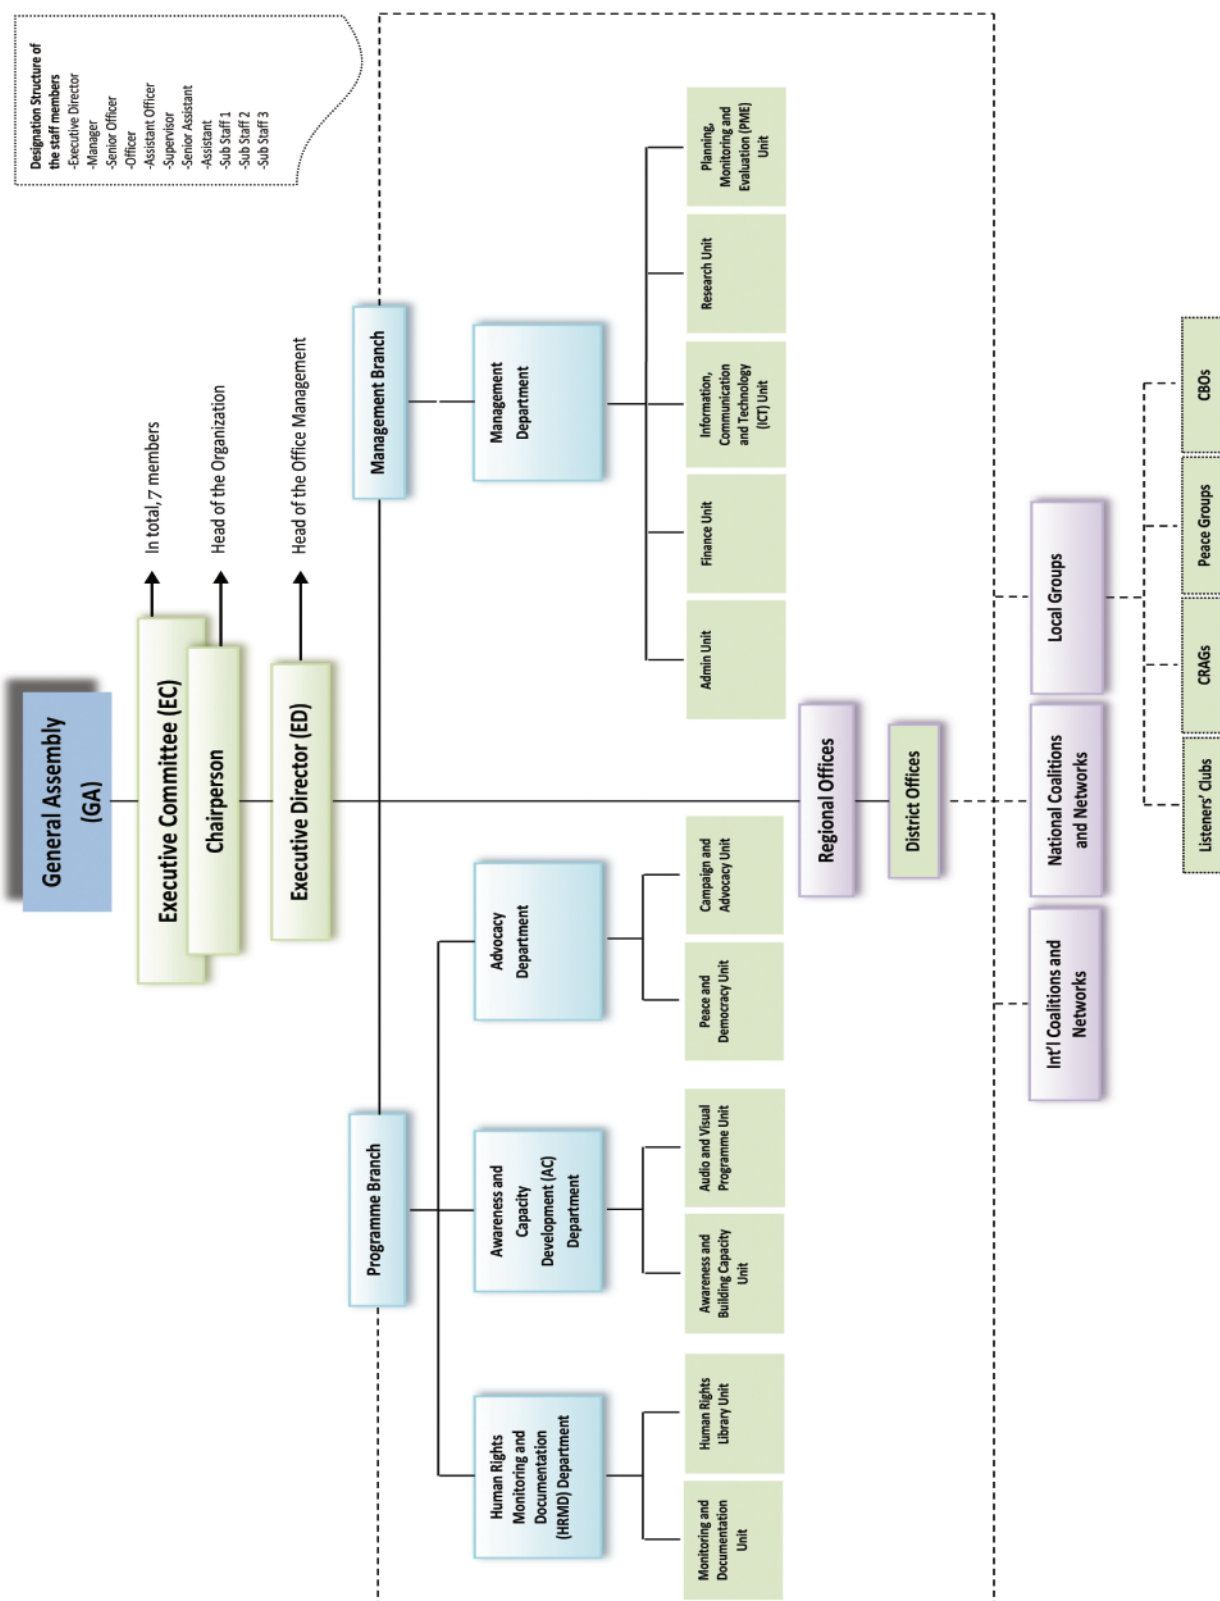 General Assembly
(GA)
Executive Committee (EC)
In total, 7 members
Chairperson
Head of the Organization
Executive Director (ED)
Head of the Office Management
Designation Structure of
the staff members
-Executive Director
-Manager
-Senior Officer
-Officer
-Assistant Officer
-Supervisor
-Senior Assistant
-Assistant
-Sub Staff 1
-Sub Staff 2
-Sub Staff 3
Programme Branch
Management Branch
Human Rights
Monitoring and
Documentation
(HRMD) Department
Awareness and
Capacity
Development (AC)
Department
Advocacy
Department
Management
Department
Monitoring and
Documentation
Unit
Human Rights
Library Unit
Awareness and
Building Capacity
Unit
Audio and Visual
Programme Unit
Peace and
Democracy Unit
Campaign and
Advocacy Unit
Admin Unit
Finance Unit
Information,
Communication
and Technology
(ICT) Unit
Research Unit
Planning,
Monitoring and
Evaluation (PME)
Unit
Regional Offices
District Offices
Int'l Coalitions and
Networks
National Coalitions
and Networks
Local Groups
Listeners' Clubs
CRAGs
Peace Groups
CBOs